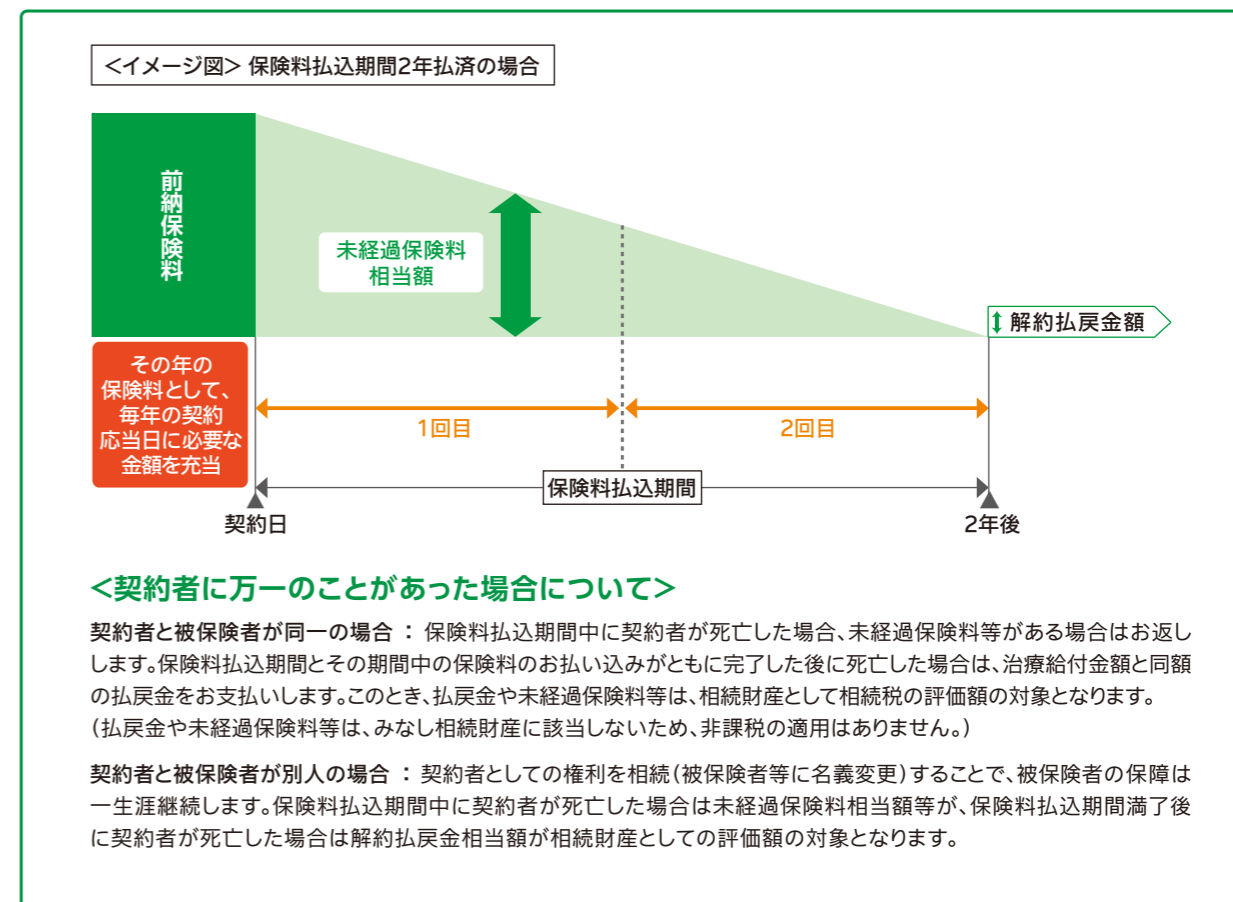 <イメージ図> 保険料払込期間2年払済の場合
前納保険料
未経過保険料
相当額
解約払戻金額
その年の
保険料として、
毎年の契約
応当日に必要な
金額を充当
1回目
2回目
保険料払込期間
契約日
2年後
<契約者に万一のことがあった場合について>
契約者と被保険者が同一の場合 : 保険料払込期間中に契約者が死亡した場合、未経過保険料等がある場合はお返し
します。保険料払込期間とその期間中の保険料のお払い込みがともに完了した後に死亡した場合は、治療給付金額と同額
の払戻金をお支払いします。このとき、払戻金や未経過保険料等は、相続財産として相続税の評価額の対象となります。
(払戻金や未経過保険料等は、みなし相続財産に該当しないため、非課税の適用はありません。)
契約者と被保険者が別人の場合 : 契約者としての権利を相続(被保険者等に名義変更)することで、被保険者の保障は
一生涯継続します。保険料払込期間中に契約者が死亡した場合は未経過保険料相当額等が、保険料払込期間満了後
に契約者が死亡した場合は解約払戻金相当額が相続財産としての評価額の対象となります。